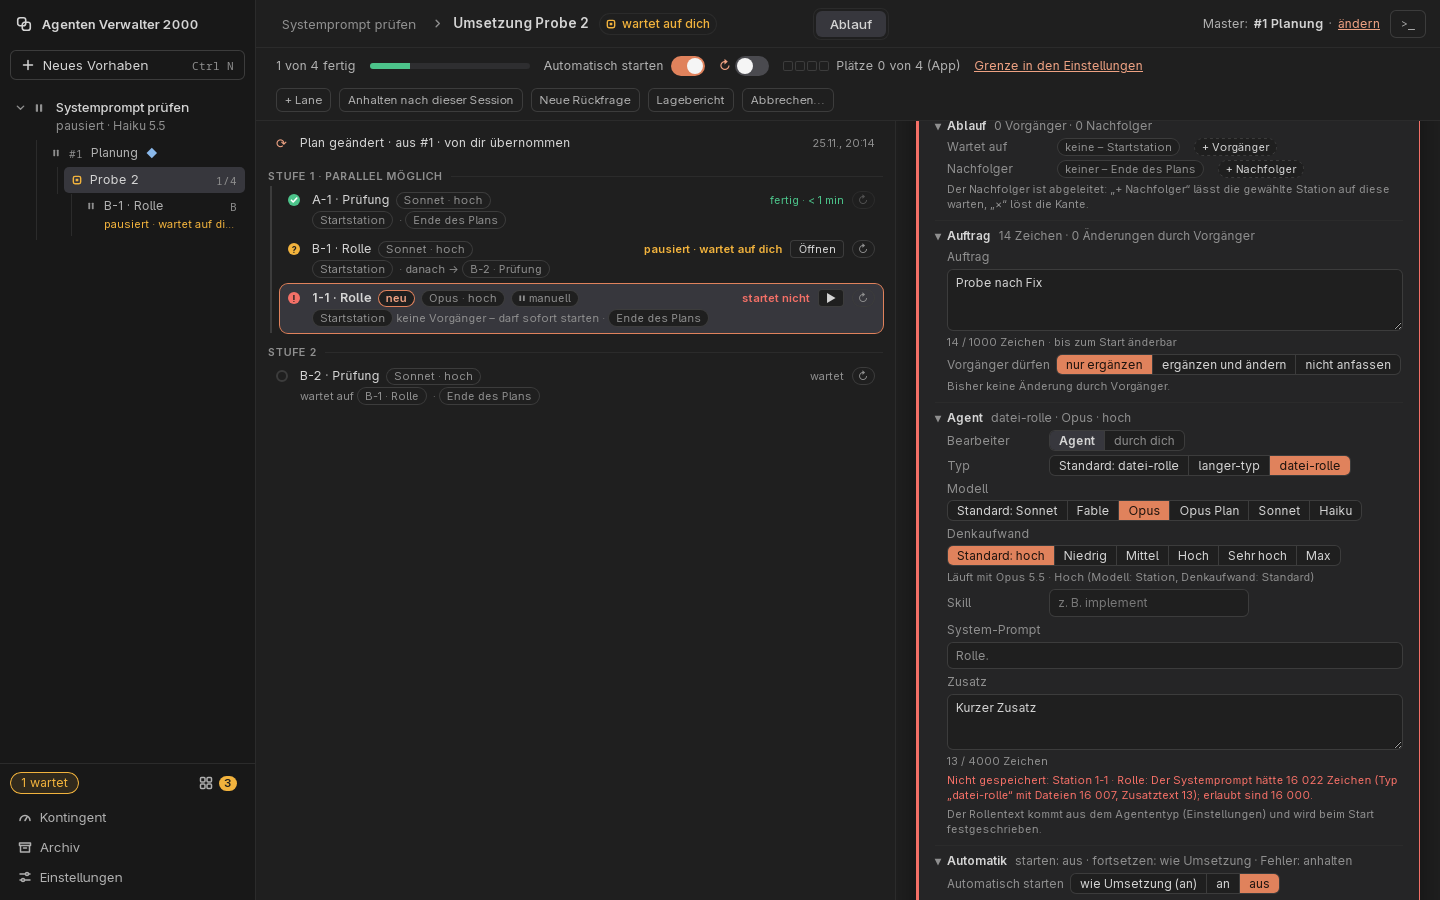 Agenten Verwalter 2000
Neues Vorhaben Ctrl N
Systemprompt prüfen
pausiert · Haiku 5.5
#1 Planung
Probe 2 1/4
B-1 · Rolle B
pausiert · wartet auf di…
1 wartet 3
Kontingent
Archiv
Einstellungen
Systemprompt prüfen > Umsetzung Probe 2 wartet auf dich
Ablauf
Master: #1 Planung · ändern >_
1 von 4 fertig Automatisch starten Plätze 0 von 4 (App) Grenze in den Einstellungen
+ Lane Anhalten nach dieser Session Neue Rückfrage Lagebericht Abbrechen…
Plan geändert · aus #1 · von dir übernommen 25.11., 20:14
STUFE 1 · PARALLEL MÖGLICH
A-1 · Prüfung Sonnet · hoch fertig · < 1 min
Startstation · Ende des Plans
B-1 · Rolle Sonnet · hoch pausiert · wartet auf dich Öffnen
Startstation · danach → B-2 · Prüfung
1-1 · Rolle neu Opus · hoch manuell startet nicht
Startstation keine Vorgänger – darf sofort starten · Ende des Plans
STUFE 2
B-2 · Prüfung Sonnet · hoch wartet
wartet auf B-1 · Rolle · Ende des Plans
Ablauf 0 Vorgänger · 0 Nachfolger
Wartet auf keine – Startstation + Vorgänger
Nachfolger keiner – Ende des Plans + Nachfolger
Der Nachfolger ist abgeleitet: „+ Nachfolger“ lässt die gewählte Station auf diese
warten, „×“ löst die Kante.
Auftrag 14 Zeichen · 0 Änderungen durch Vorgänger
Auftrag
Probe nach Fix
14 / 1000 Zeichen · bis zum Start änderbar
Vorgänger dürfen nur ergänzen ergänzen und ändern nicht anfassen
Bisher keine Änderung durch Vorgänger.
Agent datei-rolle · Opus · hoch
Bearbeiter Agent durch dich
Typ Standard: datei-rolle langer-typ datei-rolle
Modell
Standard: Sonnet Fable Opus Opus Plan Sonnet Haiku
Denkaufwand
Standard: hoch Niedrig Mittel Hoch Sehr hoch Max
Läuft mit Opus 5.5 · Hoch (Modell: Station, Denkaufwand: Standard)
Skill z. B. implement
System-Prompt
Rolle.
Zusatz
Kurzer Zusatz
13 / 4000 Zeichen
Nicht gespeichert: Station 1-1 · Rolle: Der Systemprompt hätte 16 022 Zeichen (Typ
„datei-rolle“ mit Dateien 16 007, Zusatztext 13); erlaubt sind 16 000.
Der Rollentext kommt aus dem Agententyp (Einstellungen) und wird beim Start
festgeschrieben.
Automatik starten: aus · fortsetzen: wie Umsetzung · Fehler: anhalten
Automatisch starten wie Umsetzung (an) an aus